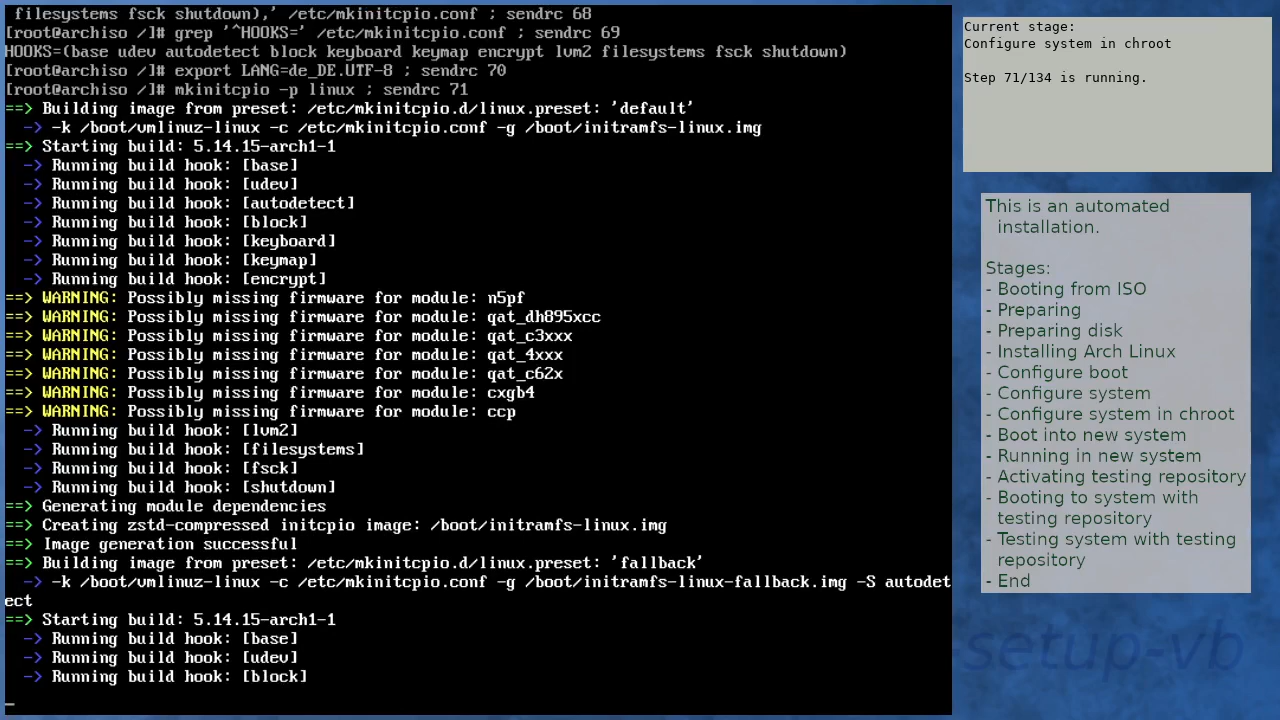 filesystems fsck shutdown),' /etc/mkinitcpio.conf ; sendrc 68
[root@archiso /]# grep '^HOOKS=' /etc/mkinitcpio.conf ; sendrc 69
HOOKS=(base udev autodetect block keyboard keymap encrypt lvm2 filesystems fsck shutdown)
[root@archiso /]# export LANG=de_DE.UTF-8 ; sendrc 70
[root@archiso /]# mkinitcpio -p linux ; sendrc 71
==> Building image from preset: /etc/mkinitcpio.d/linux.preset: 'default'
-> -k /boot/vmlinuz-linux -c /etc/mkinitcpio.conf -g /boot/initramfs-linux.img
==> Starting build: 5.14.15-arch1-1
-> Running build hook: [base]
-> Running build hook: [udev]
-> Running build hook: [autodetect]
-> Running build hook: [block]
-> Running build hook: [keyboard]
-> Running build hook: [keymap]
-> Running build hook: [encrypt]
==> WARNING: Possibly missing firmware for module: n5pf
==> WARNING: Possibly missing firmware for module: qat_dh895xcc
==> WARNING: Possibly missing firmware for module: qat_c3xxx
==> WARNING: Possibly missing firmware for module: qat_4xxx
==> WARNING: Possibly missing firmware for module: qat_c62x
==> WARNING: Possibly missing firmware for module: cxgb4
==> WARNING: Possibly missing firmware for module: ccp
-> Running build hook: [lvm2]
-> Running build hook: [filesystems]
-> Running build hook: [fsck]
-> Running build hook: [shutdown]
==> Generating module dependencies
==> Creating zstd-compressed initcpio image: /boot/initramfs-linux.img
==> Image generation successful
==> Building image from preset: /etc/mkinitcpio.d/linux.preset: 'fallback'
-> -k /boot/vmlinuz-linux -c /etc/mkinitcpio.conf -g /boot/initramfs-linux-fallback.img -S autodet
ect
==> Starting build: 5.14.15-arch1-1
-> Running build hook: [base]
-> Running build hook: [udev]
-> Running build hook: [block]
_
Current stage:
Configure system in chroot
Step 71/134 is running.
This is an automated
installation.
Stages:
- Booting from ISO
- Preparing
- Preparing disk
- Installing Arch Linux
- Configure boot
- Configure system
- Configure system in chroot
- Boot into new system
- Running in new system
- Activating testing repository
- Booting to system with
testing repository
- Testing system with testing
repository
- End
-setup-vb